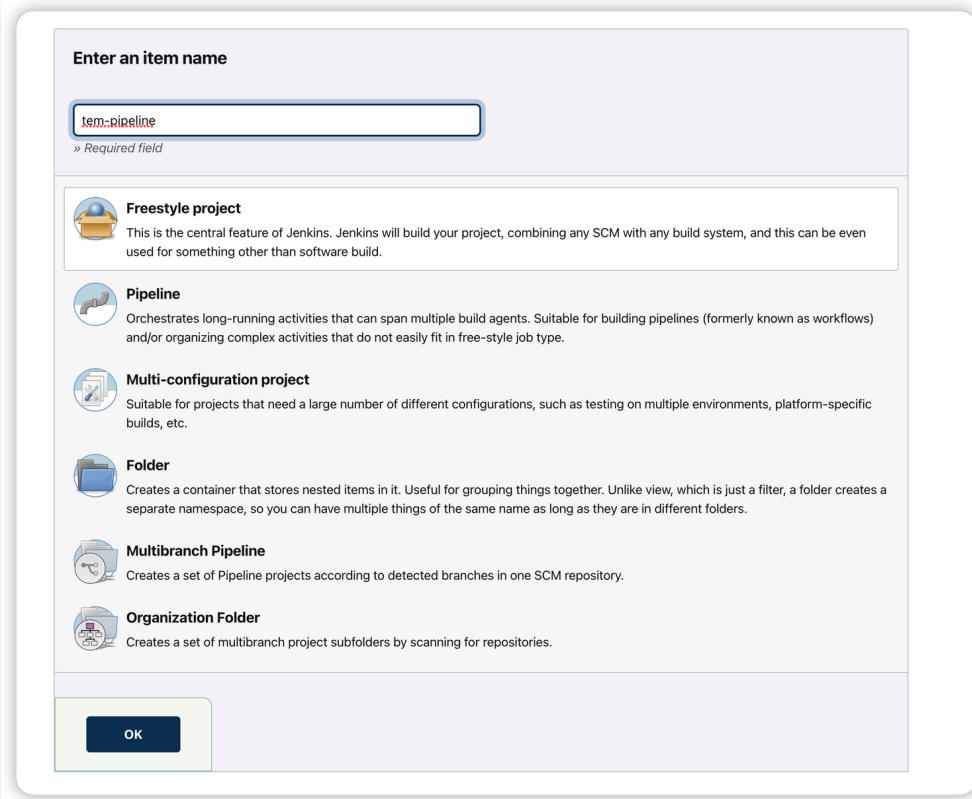 Enter an item name
tem-pipeline
» Required field
Freestyle project
This is the central feature of Jenkins. Jenkins will build your project, combining any SCM with any build system, and this can be even
used for something other than software build.
Pipeline
Orchestrates long-running activities that can span multiple build agents. Suitable for building pipelines (formerly known as workflows)
and/or organizing complex activities that do not easily fit in free-style job type.
Multi-configuration project
Suitable for projects that need a large number of different configurations, such as testing on multiple environments, platform-specific
builds, etc.
Folder
Creates a container that stores nested items in it. Useful for grouping things together. Unlike view, which is just a filter, a folder creates a
separate namespace, so you can have multiple things of the same name as long as they are in different folders.
Multibranch Pipeline
Creates a set of Pipeline projects according to detected branches in one SCM repository.
Organization Folder
Creates a set of multibranch project subfolders by scanning for repositories.
OK